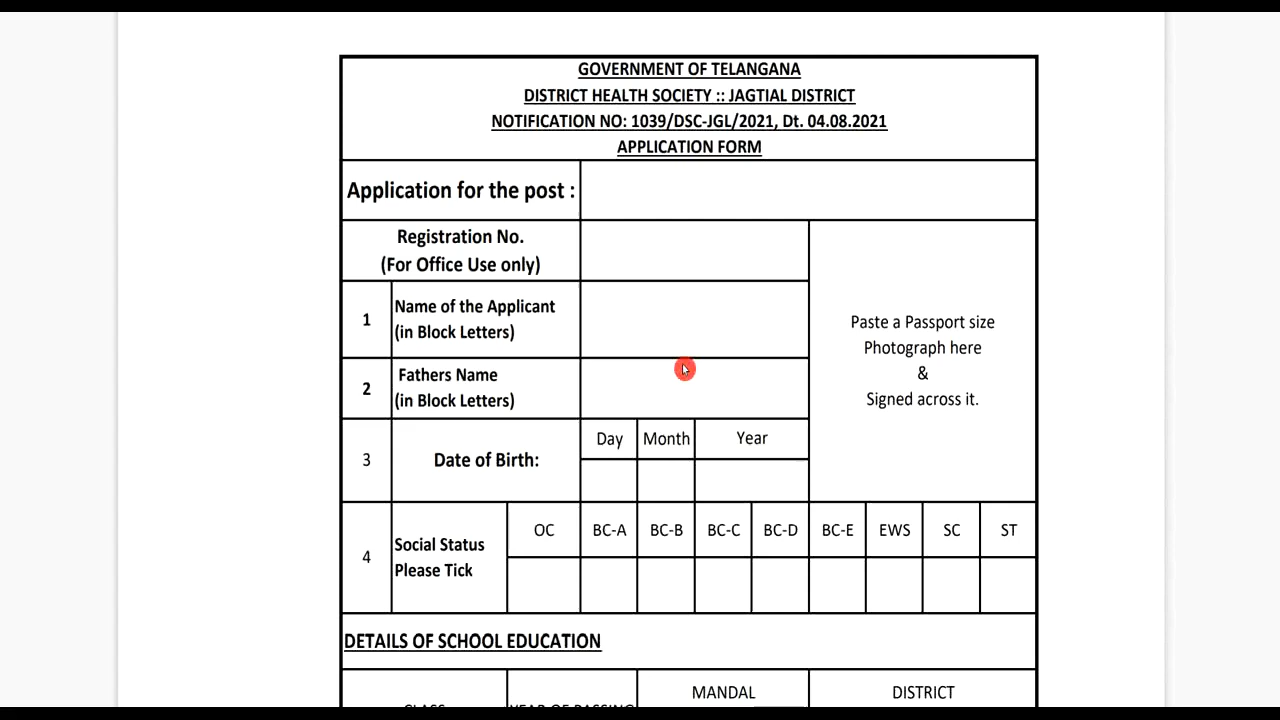 GOVERNMENT OF TELANGANA
DISTRICT HEALTH SOCIETY :: JAGTIAL DISTRICT
NOTIFICATION NO: 1039/DSC-JGL/2021, Dt. 04.08.2021
APPLICATION FORM
Application for the post :
Registration No.
(For Office Use only)
1 Name of the Applicant
(in Block Letters)
Paste a Passport size
Photograph here
&
Signed across it.
2 Fathers Name
(in Block Letters)
3 Date of Birth: Day Month Year
4 Social Status
Please Tick
OC BC-A BC-B BC-C BC-D BC-E EWS SC ST
DETAILS OF SCHOOL EDUCATION
CLASS YEAR OF PASSING MANDAL DISTRICT